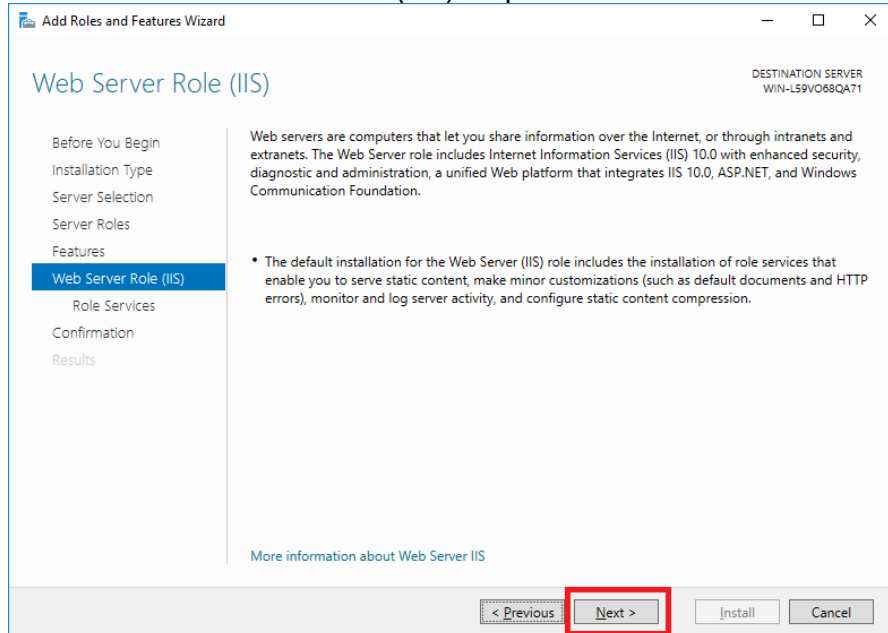 Add Roles and Features Wizard
Web Server Role (IIS)
DESTINATION SERVER
WIN-L59VO68QA71
Before You Begin
Installation Type
Server Selection
Server Roles
Features
Web Server Role (IIS)
Role Services
Confirmation
Results
Web servers are computers that let you share information over the Internet, or through intranets and
extranets. The Web Server role includes Internet Information Services (IIS) 10.0 with enhanced security,
diagnostic and administration, a unified Web platform that integrates IIS 10.0, ASP.NET, and Windows
Communication Foundation.
• The default installation for the Web Server (IIS) role includes the installation of role services that
enable you to serve static content, make minor customizations (such as default documents and HTTP
errors), monitor and log server activity, and configure static content compression.
More information about Web Server IIS
< Previous
Next >
Install
Cancel